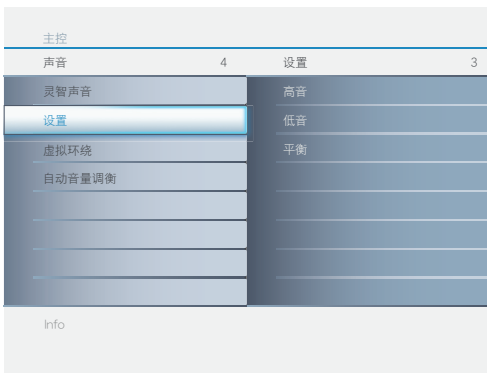 主控
声音 4 设置 3
灵智声音 高音
设置 低音
虚拟环绕 平衡
自动音量调衡
Info